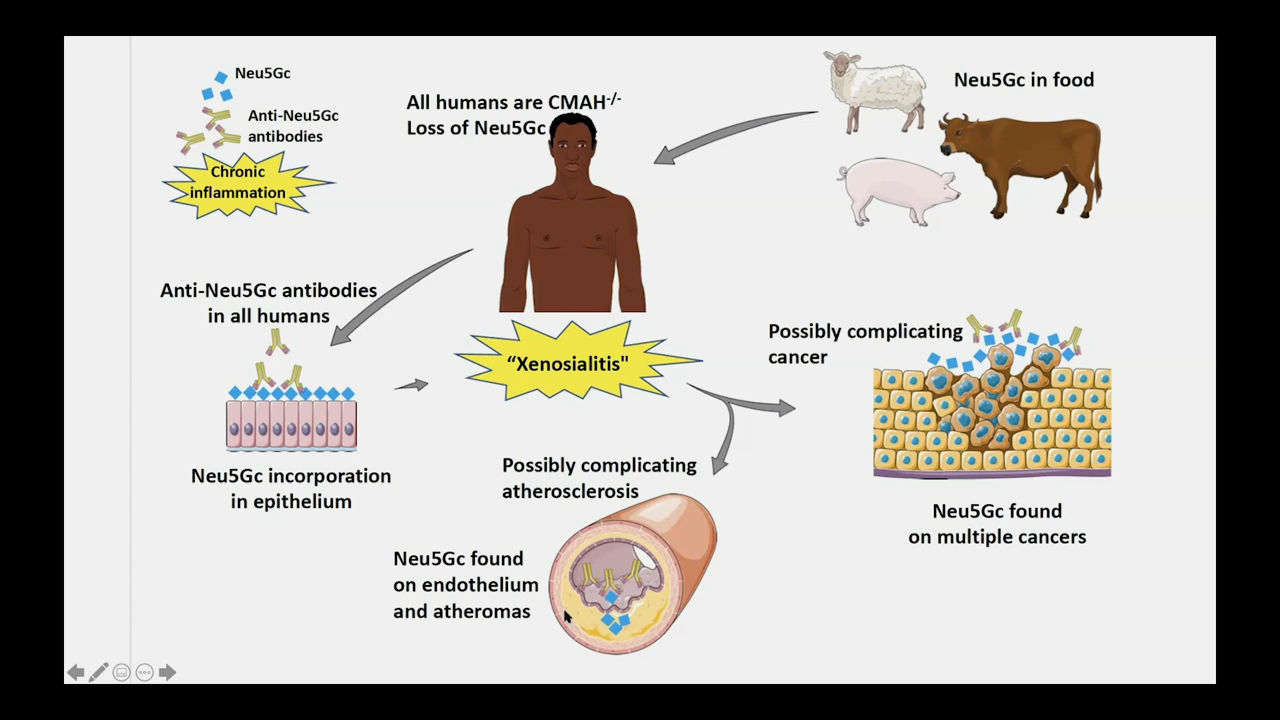 Neu5Gc
Anti-Neu5Gc
antibodies
Chronic
inflammation
All humans are CMAH-/-
Loss of Neu5Gc
Neu5Gc in food
Anti-Neu5Gc antibodies
in all humans
Neu5Gc incorporation
in epithelium
“Xenosialitis"
Possibly complicating
cancer
Neu5Gc found
on multiple cancers
Possibly complicating
atherosclerosis
Neu5Gc found
on endothelium
and atheromas